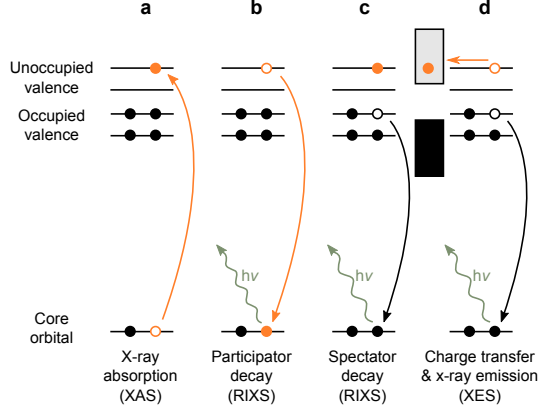 a
b
c
d
Unoccupied
valence
Occupied
valence
hν
hν
hν
Core
orbital
X-ray
absorption
(XAS)
Participator
decay
(RIXS)
Spectator
decay
(RIXS)
Charge transfer
& x-ray emission
(XES)